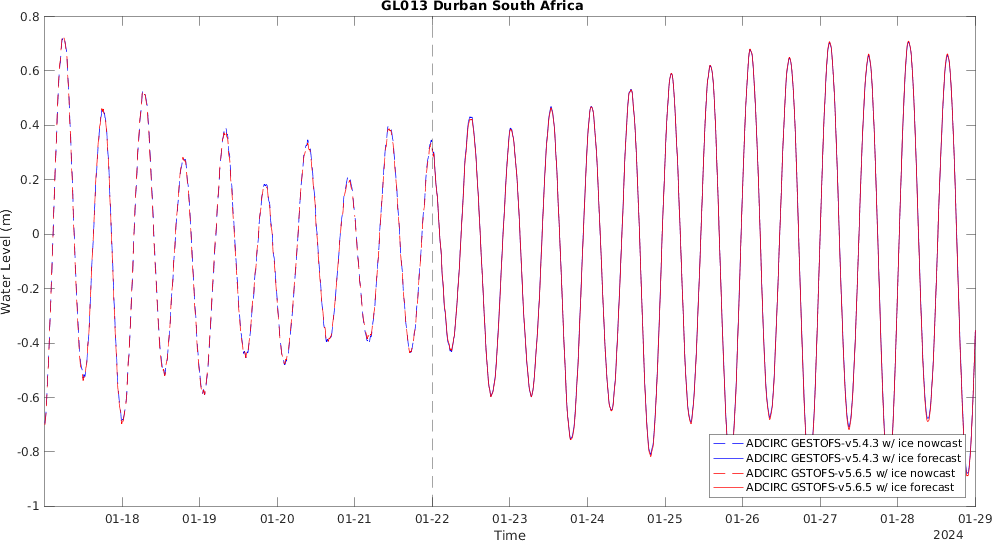 GL013 Durban South Africa
0.8
0.6
0.4
0.2
0
-0.2
-0.4
-0.6
-0.8
-1
Water Level (m)
ADCIRC GESTOFS-v5.4.3 w/ ice nowcast
ADCIRC GESTOFS-v5.4.3 w/ ice forecast
ADCIRC GSTOFS-v5.6.5 w/ ice nowcast
ADCIRC GSTOFS-v5.6.5 w/ ice forecast
01-18 01-19 01-20 01-21 01-22 01-23 01-24 01-25 01-26 01-27 01-28 01-29
Time
2024